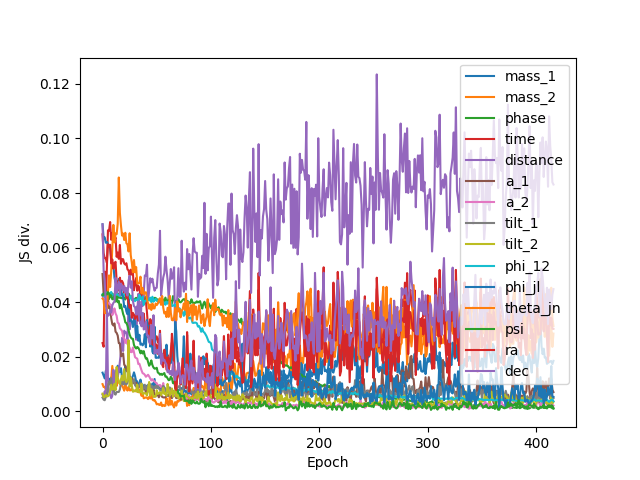 JS div.
0.12
0.10
0.08
0.06
0.04
0.02
0.00
0
100
200
300
400
Epoch
mass_1
mass_2
phase
time
distance
a_1
a_2
tilt_1
tilt_2
phi_12
phi_jl
theta_jn
psi
ra
dec